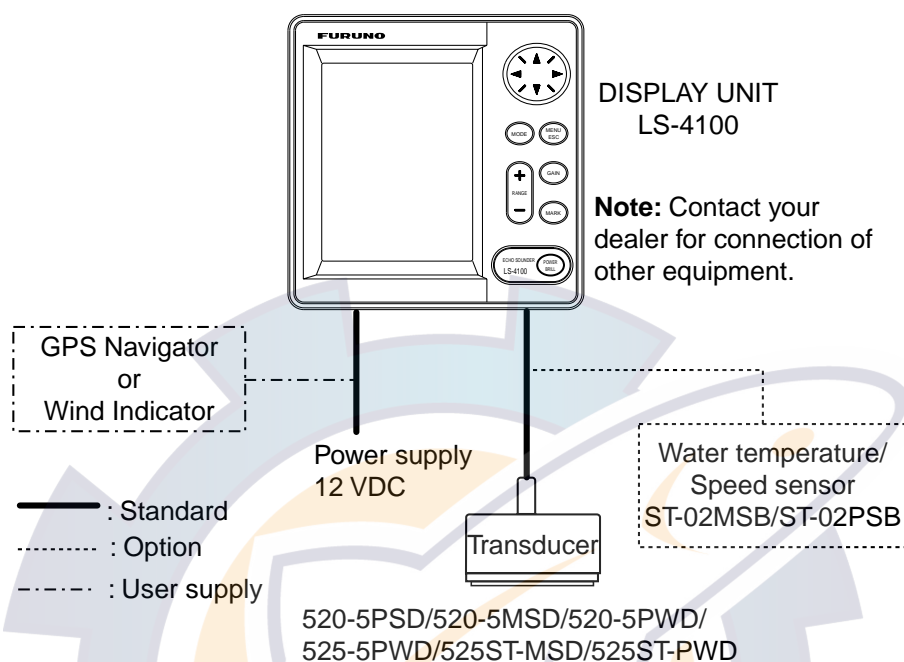 FURUNO
MODE
MENU
ESC
+
RANGE
−
GAIN
MARK
ECHO SOUNDER
LS-4100
POWER
BRILL
DISPLAY UNIT
LS-4100
Note: Contact your
dealer for connection of
other equipment.
GPS Navigator
or
Wind Indicator
Power supply
12 VDC
Water temperature/
Speed sensor
ST-02MSB/ST-02PSB
: Standard
: Option
: User supply
Transducer
520-5PSD/520-5MSD/520-5PWD/
525-5PWD/525ST-MSD/525ST-PWD